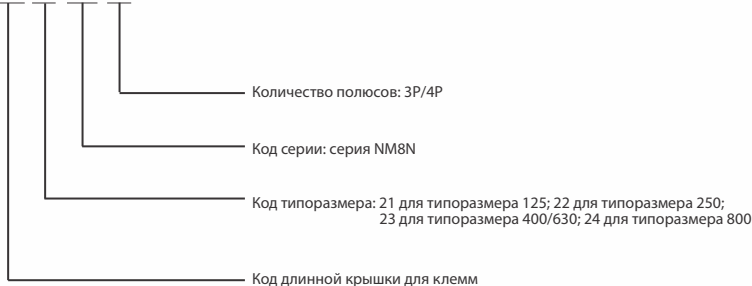 Количество полюсов: 3P/4P
Код серии: серия NM8N
Код типоразмера: 21 для типоразмера 125; 22 для типоразмера 250;
23 для типоразмера 400/630; 24 для типоразмера 800
Код длинной крышки для клемм